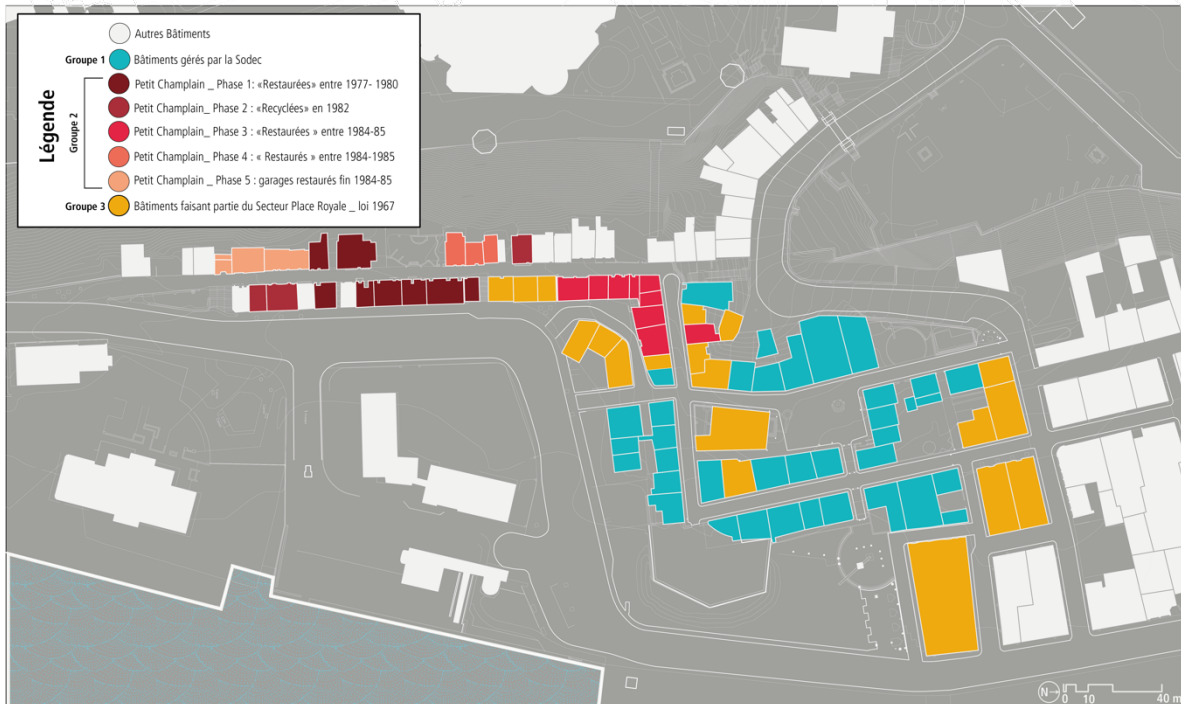 Légende
Autres Bâtiments
Groupe 1
Bâtiments gérés par la Sodec
Groupe 2
Petit Champlain _ Phase 1: «Restaurées» entre 1977- 1980
Petit Champlain_ Phase 2 : «Recyclées» en 1982
Petit Champlain_ Phase 3 : «Restaurées » entre 1984-85
Petit Champlain_ Phase 4 : « Restaurés » entre 1984-1985
Petit Champlain _ Phase 5 : garages restaurés fin 1984-85
Groupe 3
Bâtiments faisant partie du Secteur Place Royale _ loi 1967
N
0 10 40 m